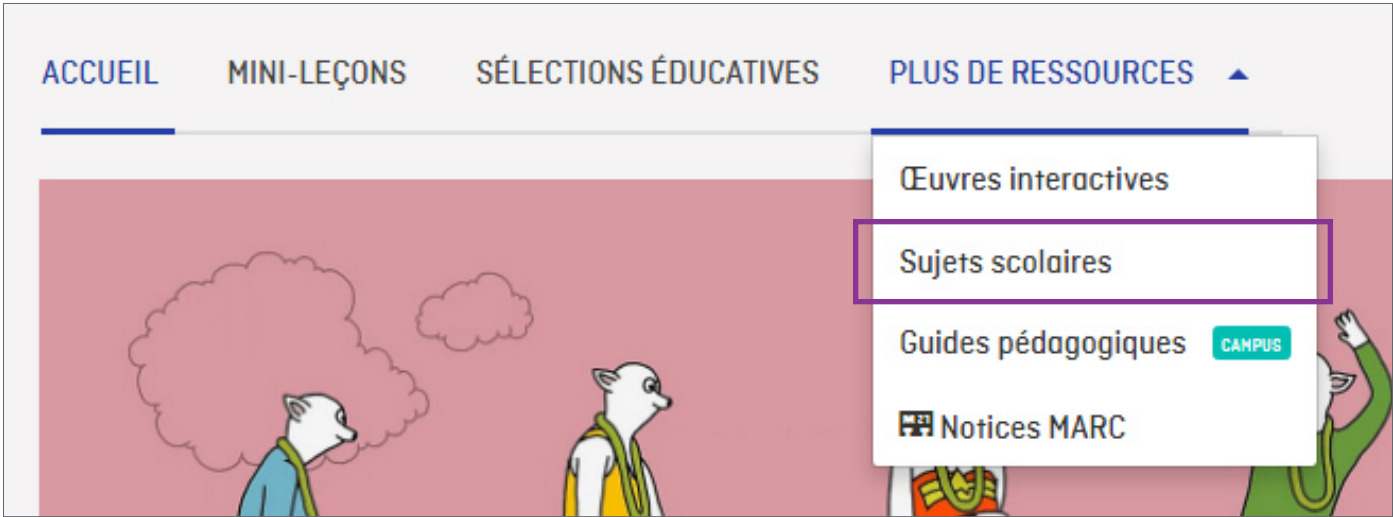 ACCUEIL MINI-LEÇONS SÉLECTIONS ÉDUCATIVES PLUS DE RESSOURCES
Œuvres interactives
Sujets scolaires
Guides pédagogiques CAMPUS
Notices MARC